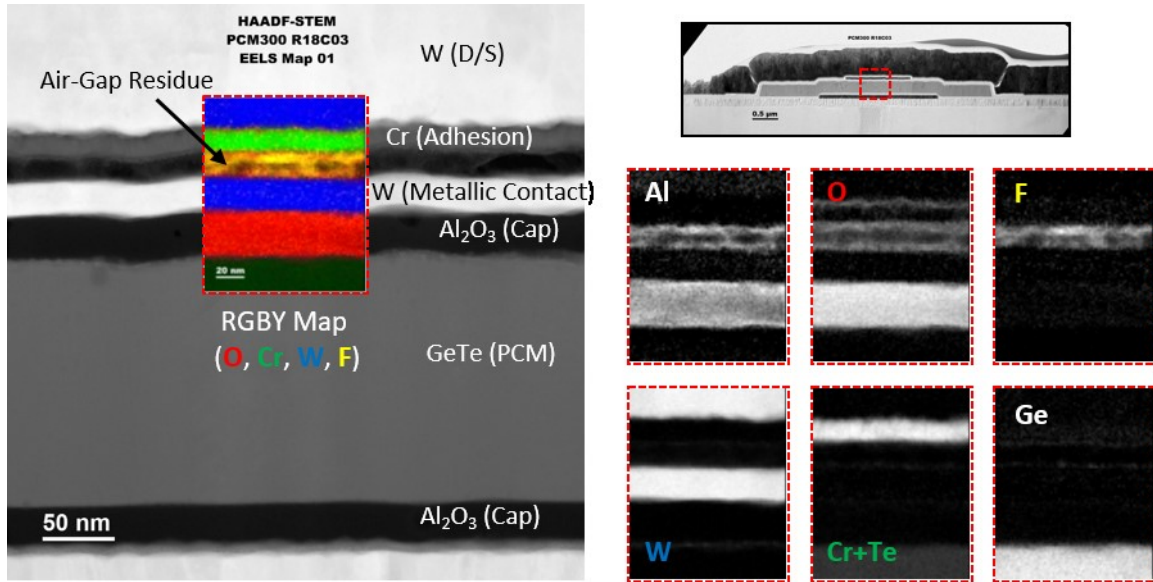 HAADF-STEM
PCM300 R18C03
EELS Map 01
W (D/S)
Air-Gap Residue
Cr (Adhesion)
W (Metallic Contact)
Al₂O₃ (Cap)
20 nm
RGBY Map
(O, Cr, W, F)
GeTe (PCM)
Al₂O₃ (Cap)
50 nm
PCM300 R18C03
0.5 µm
Al
O
F
W
Cr+Te
Ge